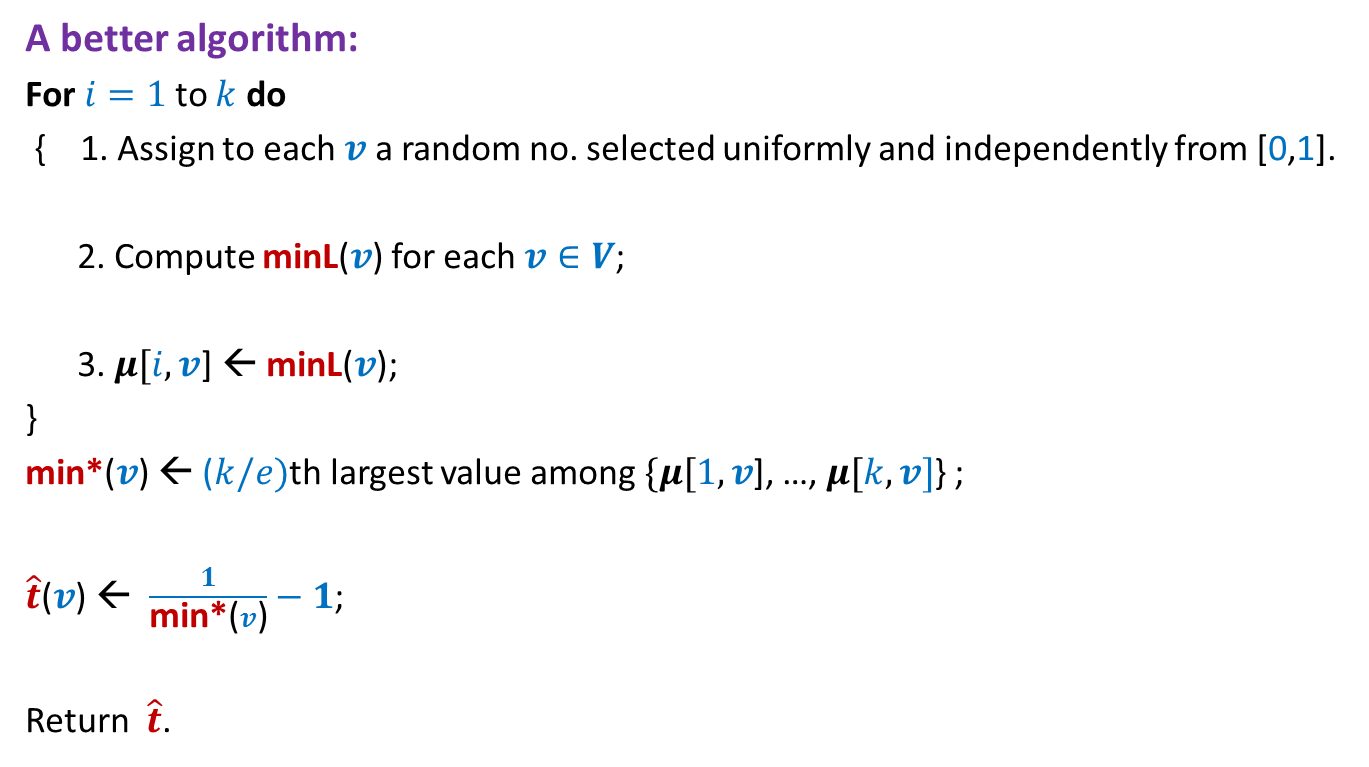 A better algorithm:
For i = 1 to k do
{ 1. Assign to each v a random no. selected uniformly and independently from [0,1].
2. Compute minL(v) for each v ∈ V;
3. μ[i, v] ← minL(v);
}
min*(v) ← (k/e)th largest value among {μ[1, v], …, μ[k, v]} ;
t̂(v) ← 1/min*(v) − 1;
Return t̂.